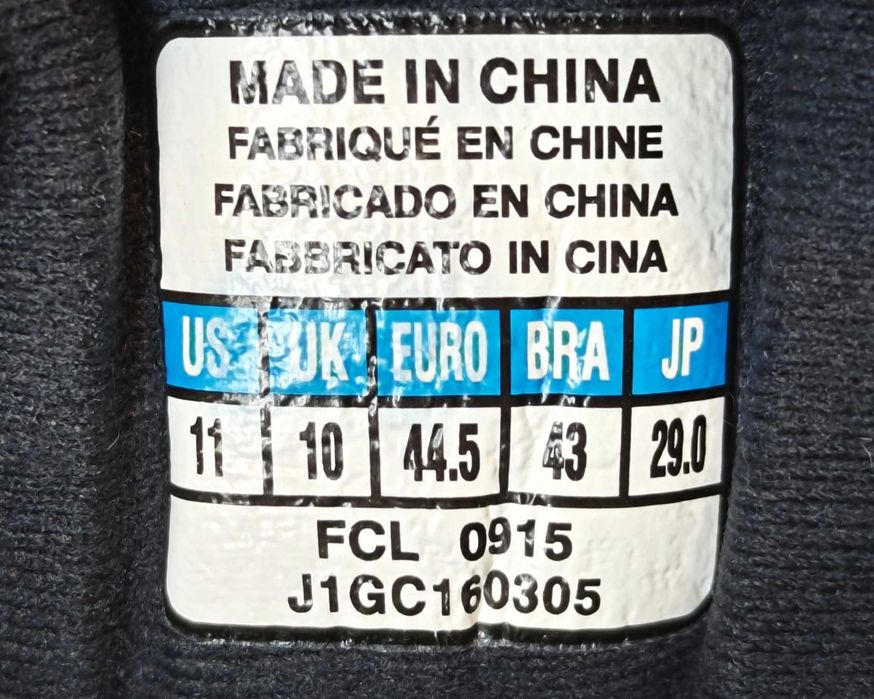 MADE IN CHINA
FABRIQUÉ EN CHINE
FABRICADO EN CHINA
FABBRICATO IN CINA
US UK EURO BRA JP
11 10 44.5 43 29.0
FCL 0915
J1GC160305